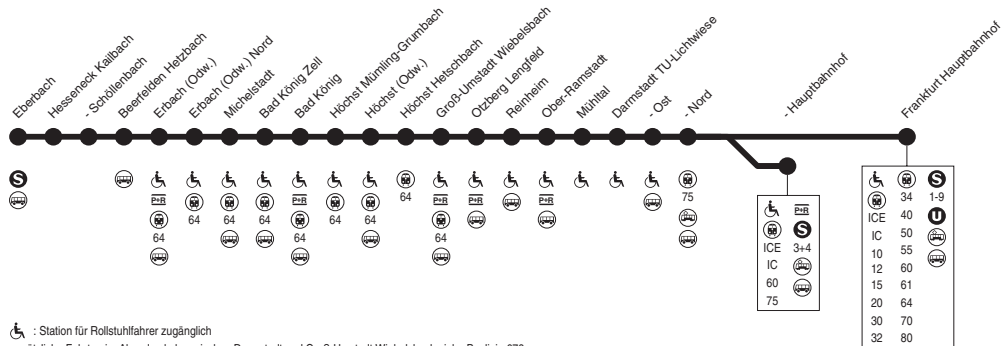 Eberbach
Hesseneck Kailbach
- Schöllenbach
Beerfelden Hetzbach
Erbach (Odw.)
Erbach (Odw.) Nord
Michelstadt
Bad König Zell
Bad König
Höchst Mümling-Grumbach
Höchst (Odw.)
Höchst Hetschbach
Groß-Umstadt Wiebelsbach
Otzberg Lengfeld
Reinheim
Ober-Ramstadt
Mühltal
Darmstadt TU-Lichtwiese
- Ost
- Nord
- Hauptbahnhof
Frankfurt Hauptbahnhof
S
P+R
64
64
64
64
P+R
64
64
64
64
P+R
64
P+R
P+R
75
P+R
S
ICE 3+4
IC
60
75
S
34 1-9
ICE 40 U
IC 50
10 55
12 60
15 61
20 64
30 70
32 80
: Station für Rollstuhlfahrer zugänglich